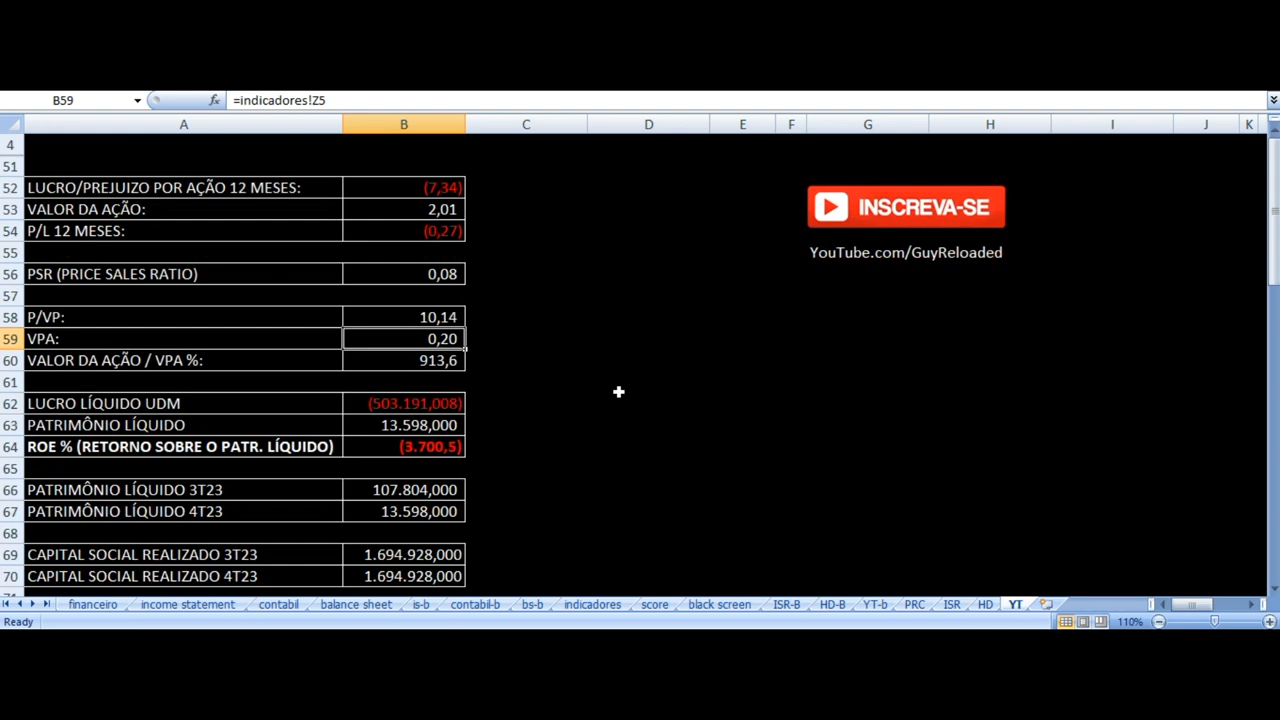 B59 fx =indicadores!Z5
A B C D E F G H I J K
4
51
52 LUCRO/PREJUIZO POR AÇÃO 12 MESES: (7,34)
53 VALOR DA AÇÃO: 2,01
54 P/L 12 MESES: (0,27)
55
56 PSR (PRICE SALES RATIO) 0,08
57
58 P/VP: 10,14
59 VPA: 0,20
60 VALOR DA AÇÃO / VPA %: 913,6
61
62 LUCRO LÍQUIDO UDM (503.191,008)
63 PATRIMÔNIO LÍQUIDO 13.598,000
64 ROE % (RETORNO SOBRE O PATR. LÍQUIDO) (3.700,5)
65
66 PATRIMÔNIO LÍQUIDO 3T23 107.804,000
67 PATRIMÔNIO LÍQUIDO 4T23 13.598,000
68
69 CAPITAL SOCIAL REALIZADO 3T23 1.694.928,000
70 CAPITAL SOCIAL REALIZADO 4T23 1.694.928,000
INSCREVA-SE
YouTube.com/GuyReloaded
financeiro income statement contabil balance sheet is-b contabil-b bs-b indicadores score black screen ISR-B HD-B YT-b PRC ISR HD YT
Ready 110%